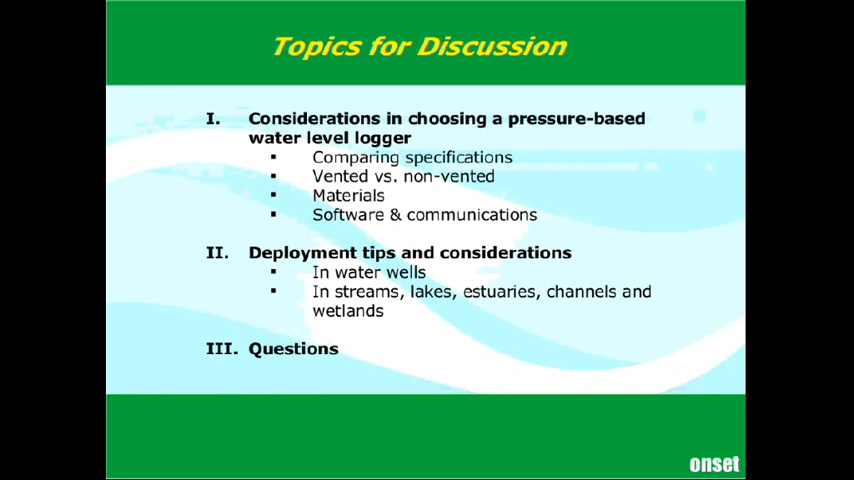 Topics for Discussion
I. Considerations in choosing a pressure-based
water level logger
▪ Comparing specifications
▪ Vented vs. non-vented
▪ Materials
▪ Software & communications
II. Deployment tips and considerations
▪ In water wells
▪ In streams, lakes, estuaries, channels and
wetlands
III. Questions
onset